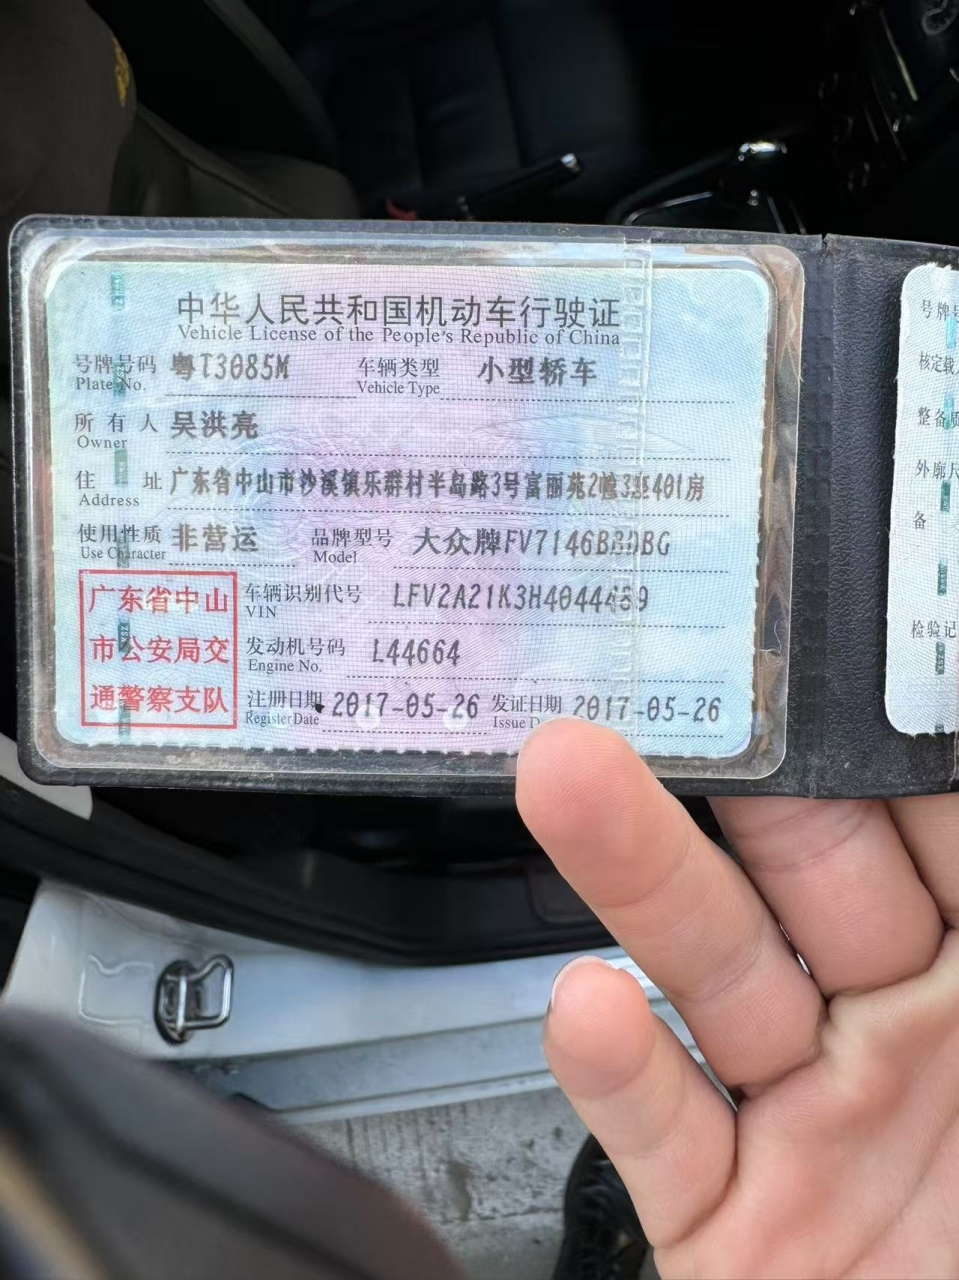 中华人民共和国机动车行驶证
Vehicle License of the People's Republic of China
号牌号码 粤T3085M 车辆类型 小型轿车
Plate No. Vehicle Type
所有人 吴洪亮
Owner
住址 广东省中山市沙溪镇乐群村半岛路3号富丽苑2幢3座401房
Address
使用性质 非营运 品牌型号 大众牌FV7146BBDBG
Use Character Model
广东省中山
市公安局交
通警察支队
车辆识别代号 LFV2A21K3H4044489
VIN
发动机号码 L44664
Engine No.
注册日期 2017-05-26 发证日期 2017-05-26
Register Date Issue D
号牌号
核定载人
整备质
外廓尺
备
检验记